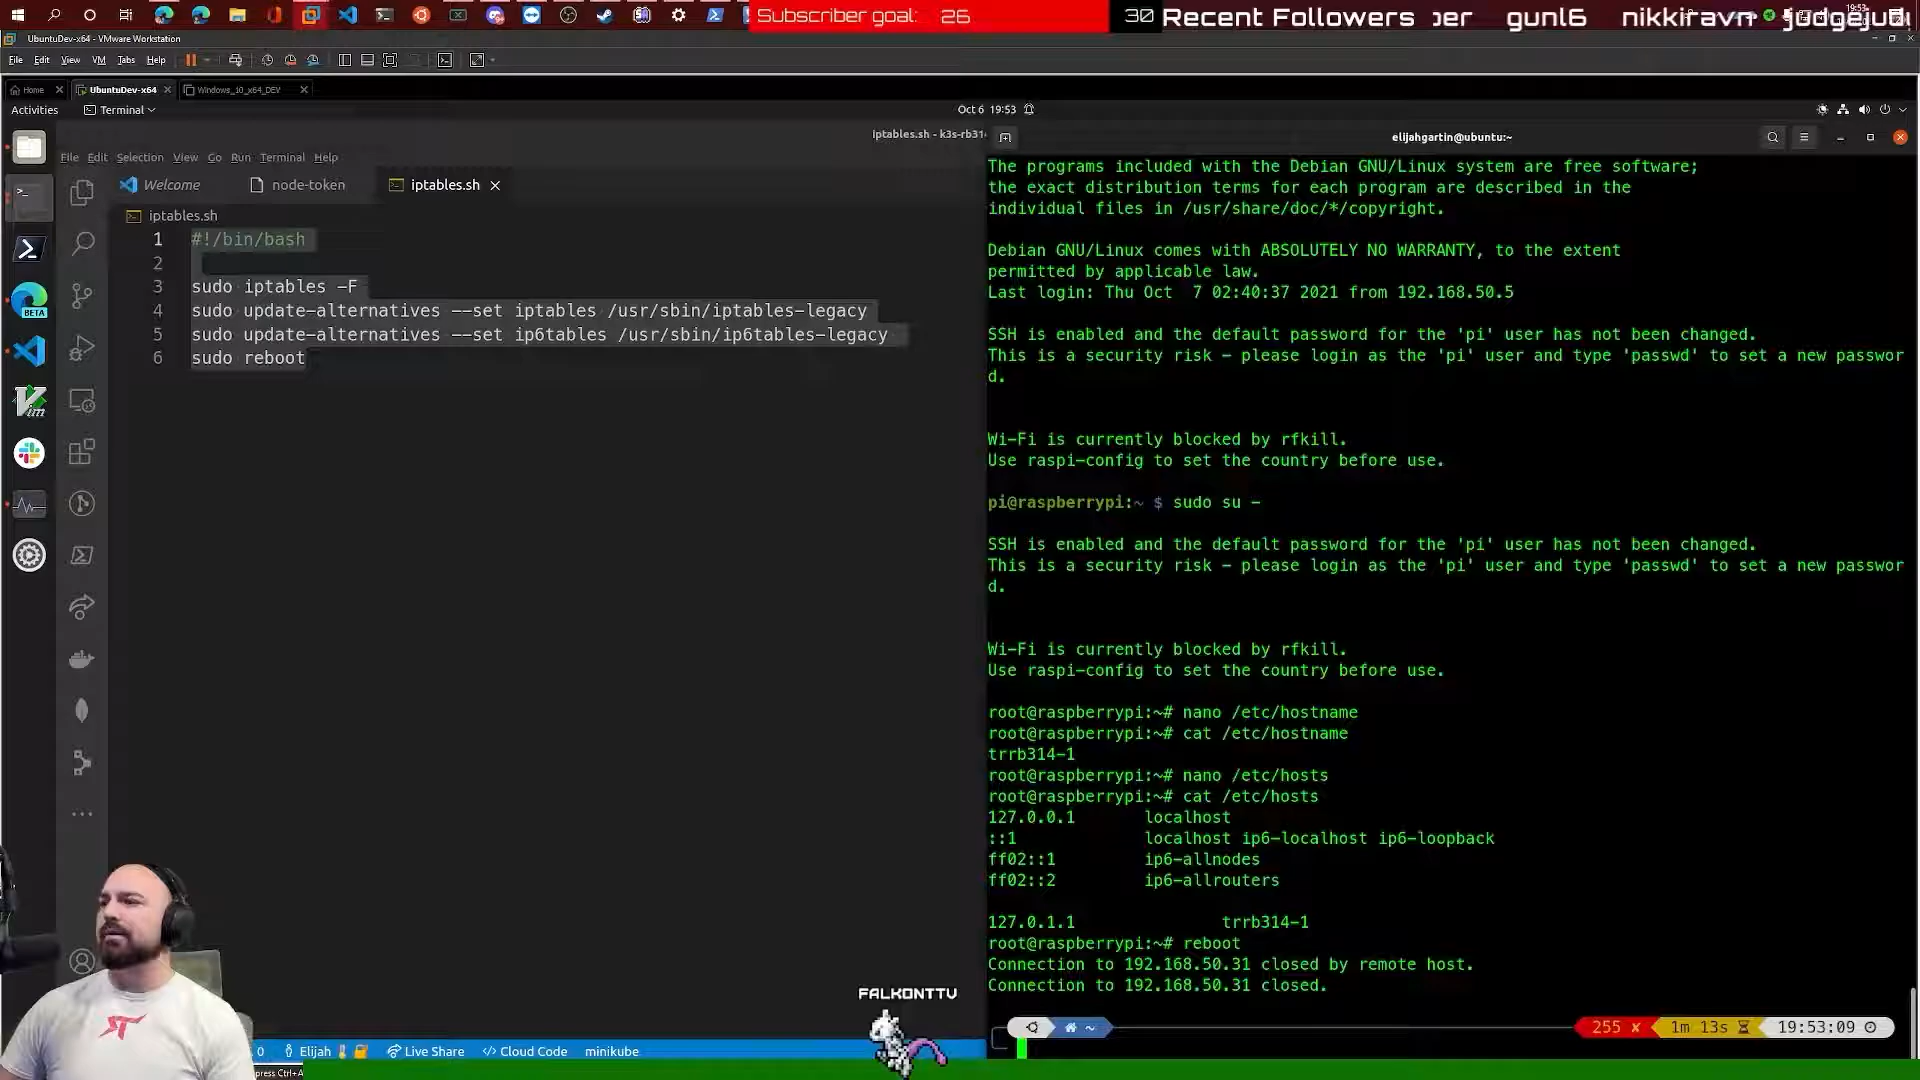 Subscriber goal: 26 30 Recent Followers gunl6 nikkiravn judgejudi
19:53
UbuntuDev-x64 - VMware Workstation
File Edit View VM Tabs Help
Home UbuntuDev-x64 Windows_10_x64_DEV
Activities Terminal Oct 6 19:53
iptables.sh - k3s-rb31
elijahgartin@ubuntu:~
File Edit Selection View Go Run Terminal Help
Welcome node-token iptables.sh
iptables.sh
1 #!/bin/bash
2
3 sudo iptables -F
4 sudo update-alternatives --set iptables /usr/sbin/iptables-legacy
5 sudo update-alternatives --set ip6tables /usr/sbin/ip6tables-legacy
6 sudo reboot
BETA
The programs included with the Debian GNU/Linux system are free software;
the exact distribution terms for each program are described in the
individual files in /usr/share/doc/*/copyright.
Debian GNU/Linux comes with ABSOLUTELY NO WARRANTY, to the extent
permitted by applicable law.
Last login: Thu Oct  7 02:40:37 2021 from 192.168.50.5
SSH is enabled and the default password for the 'pi' user has not been changed.
This is a security risk - please login as the 'pi' user and type 'passwd' to set a new passwor
d.
Wi-Fi is currently blocked by rfkill.
Use raspi-config to set the country before use.
pi@raspberrypi:~ $ sudo su -
SSH is enabled and the default password for the 'pi' user has not been changed.
This is a security risk - please login as the 'pi' user and type 'passwd' to set a new passwor
d.
Wi-Fi is currently blocked by rfkill.
Use raspi-config to set the country before use.
root@raspberrypi:~# nano /etc/hostname
root@raspberrypi:~# cat /etc/hostname
trrb314-1
root@raspberrypi:~# nano /etc/hosts
root@raspberrypi:~# cat /etc/hosts
127.0.0.1 localhost
::1 localhost ip6-localhost ip6-loopback
ff02::1 ip6-allnodes
ff02::2 ip6-allrouters
127.0.1.1 trrb314-1
root@raspberrypi:~# reboot
Connection to 192.168.50.31 closed by remote host.
Connection to 192.168.50.31 closed.
~ 255 1m 13s 19:53:09
FALKONTTV
0 Elijah Live Share Cloud Code minikube
press Ctrl+A